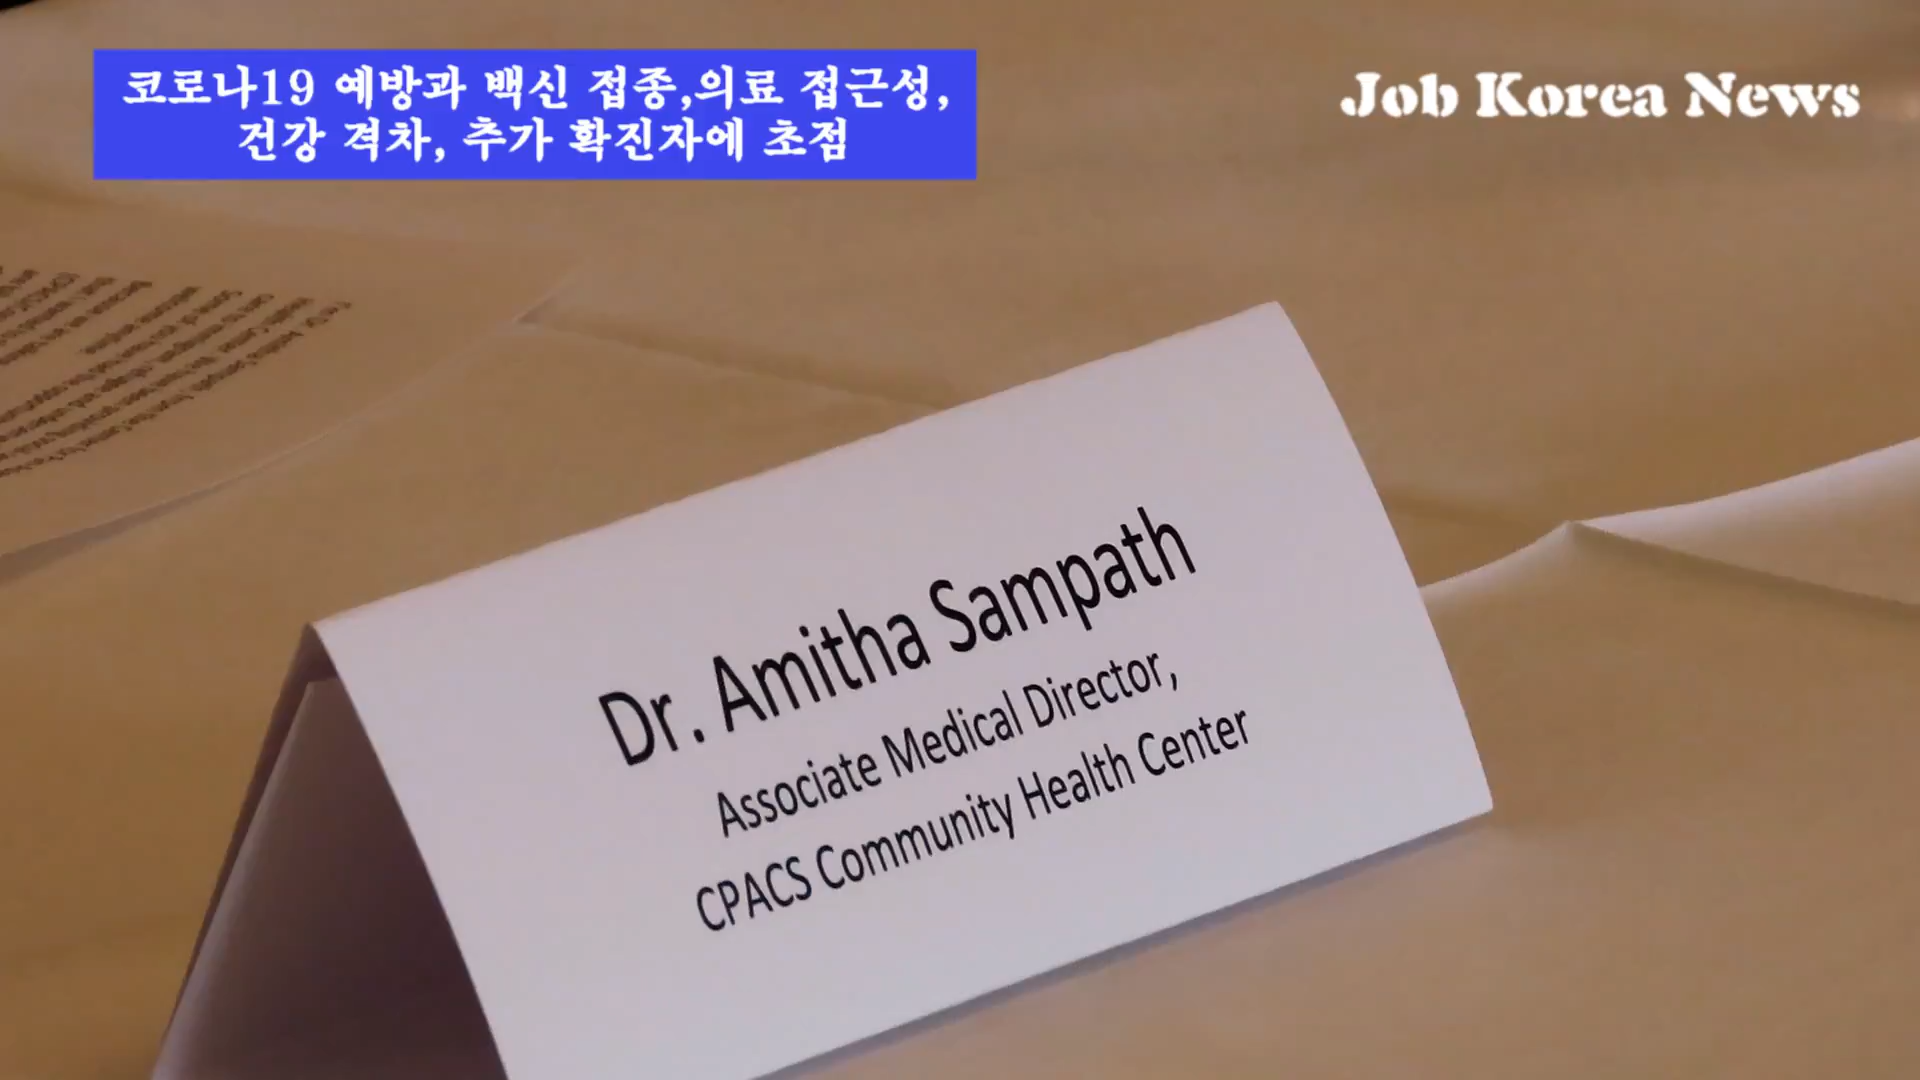 코로나19 예방과 백신 접종,의료 접근성,
건강 격차, 추가 확진자에 초점
Job Korea News
Dr. Amitha Sampath
Associate Medical Director,
CPACS Community Health Center